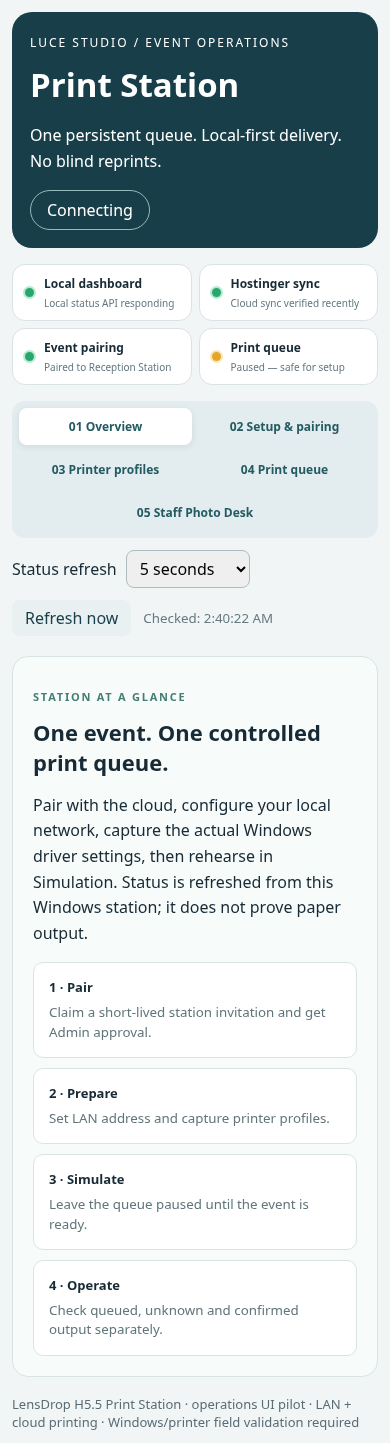 LUCE STUDIO / EVENT OPERATIONS
Print Station
One persistent queue. Local-first delivery.
No blind reprints.
Connecting
Local dashboard
Local status API responding
Hostinger sync
Cloud sync verified recently
Event pairing
Paired to Reception Station
Print queue
Paused — safe for setup
01 Overview
02 Setup & pairing
03 Printer profiles
04 Print queue
05 Staff Photo Desk
Status refresh
5 seconds
Refresh now
Checked: 2:40:22 AM
STATION AT A GLANCE
One event. One controlled
print queue.
Pair with the cloud, configure your local
network, capture the actual Windows
driver settings, then rehearse in
Simulation. Status is refreshed from this
Windows station; it does not prove paper
output.
1 · Pair
Claim a short-lived station invitation and get
Admin approval.
2 · Prepare
Set LAN address and capture printer profiles.
3 · Simulate
Leave the queue paused until the event is
ready.
4 · Operate
Check queued, unknown and confirmed
output separately.
LensDrop H5.5 Print Station · operations UI pilot · LAN +
cloud printing · Windows/printer field validation required